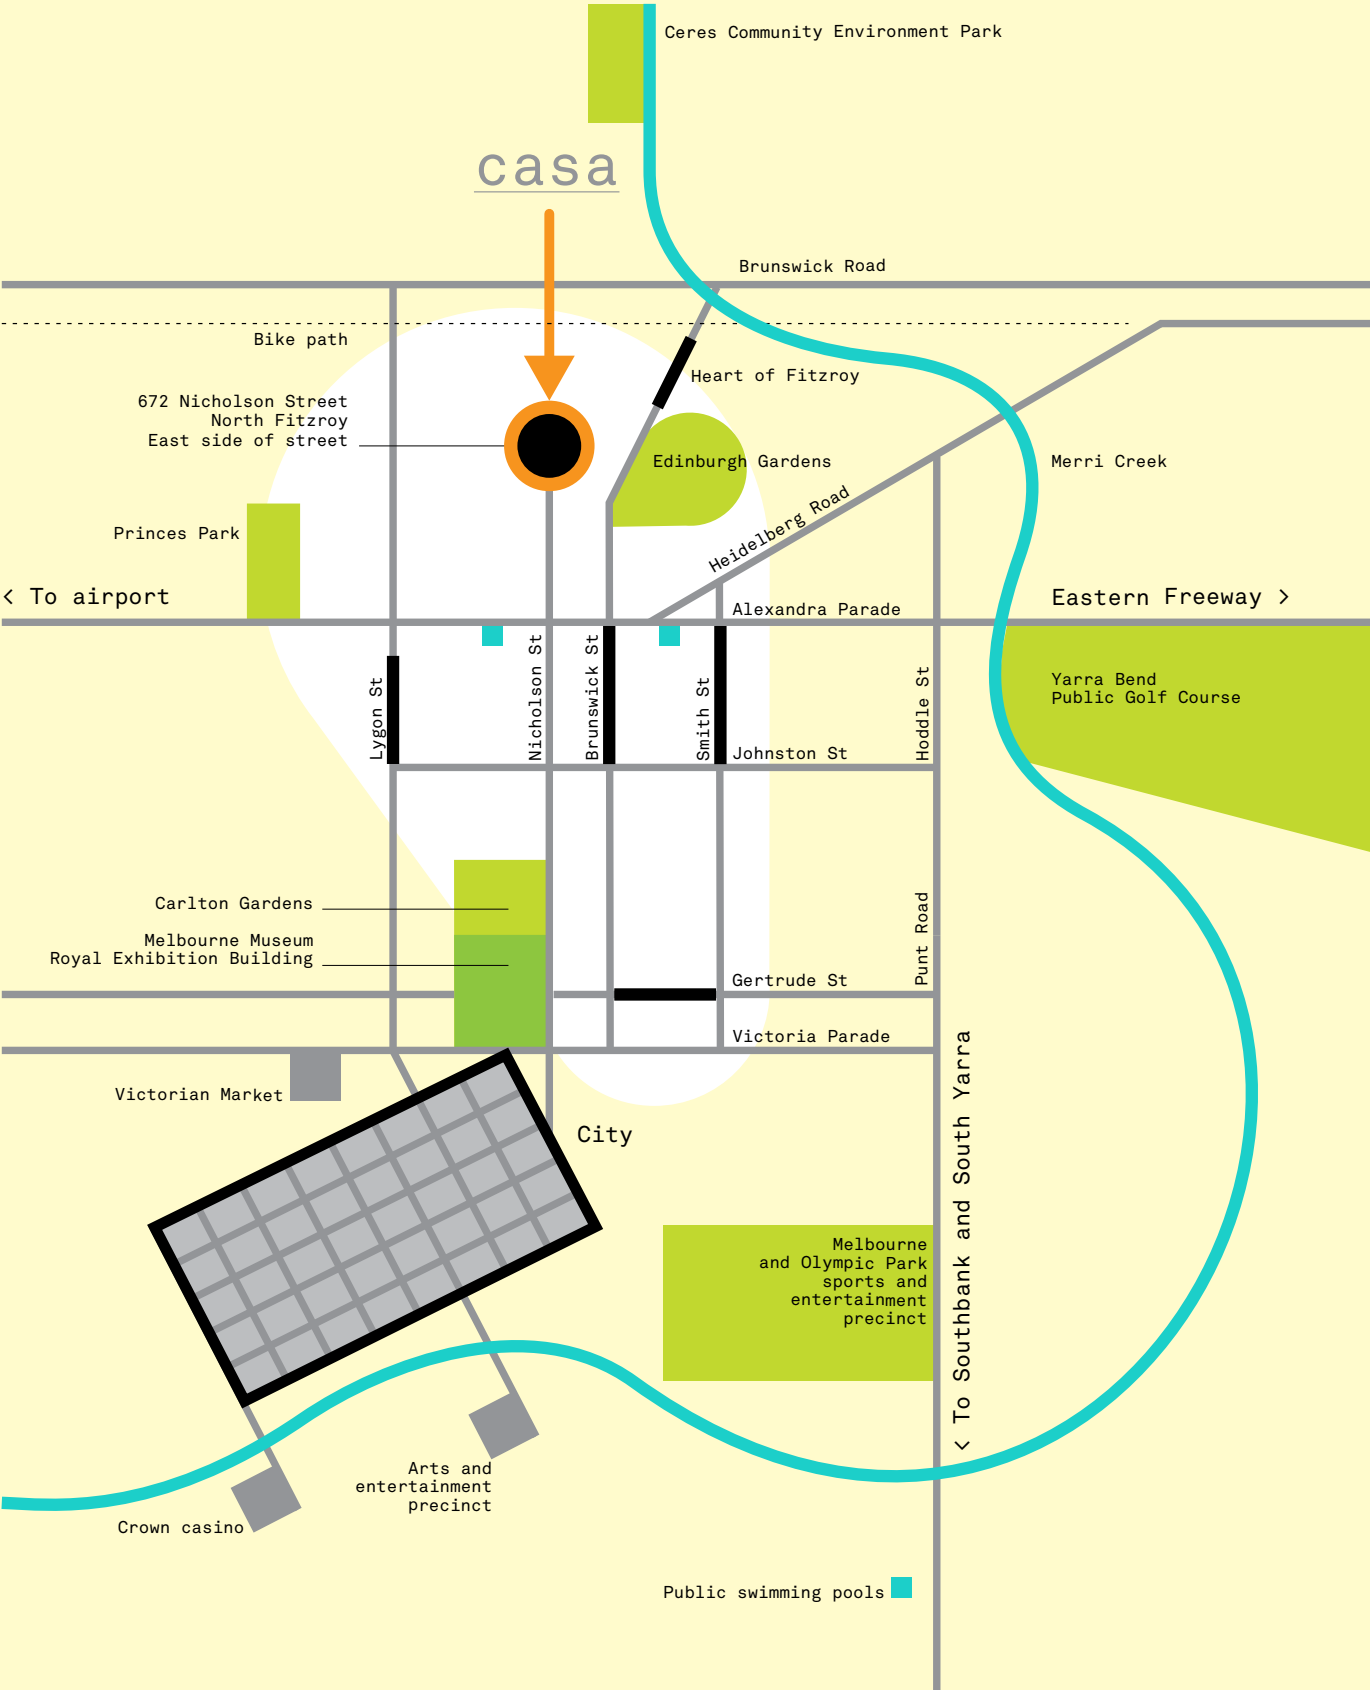 Ceres Community Environment Park
casa
Brunswick Road
Bike path
Heart of Fitzroy
672 Nicholson Street
North Fitzroy
East side of street
Edinburgh Gardens
Merri Creek
Heidelberg Road
Princes Park
< To airport
Eastern Freeway >
Alexandra Parade
Lygon St
Nicholson St
Brunswick St
Smith St
Hoddle St
Yarra Bend
Public Golf Course
Johnston St
Carlton Gardens
Melbourne Museum
Royal Exhibition Building
Punt Road
Gertrude St
Victoria Parade
Victorian Market
City
< To Southbank and South Yarra
Melbourne
and Olympic Park
sports and
entertainment
precinct
Arts and
entertainment
precinct
Crown casino
Public swimming pools